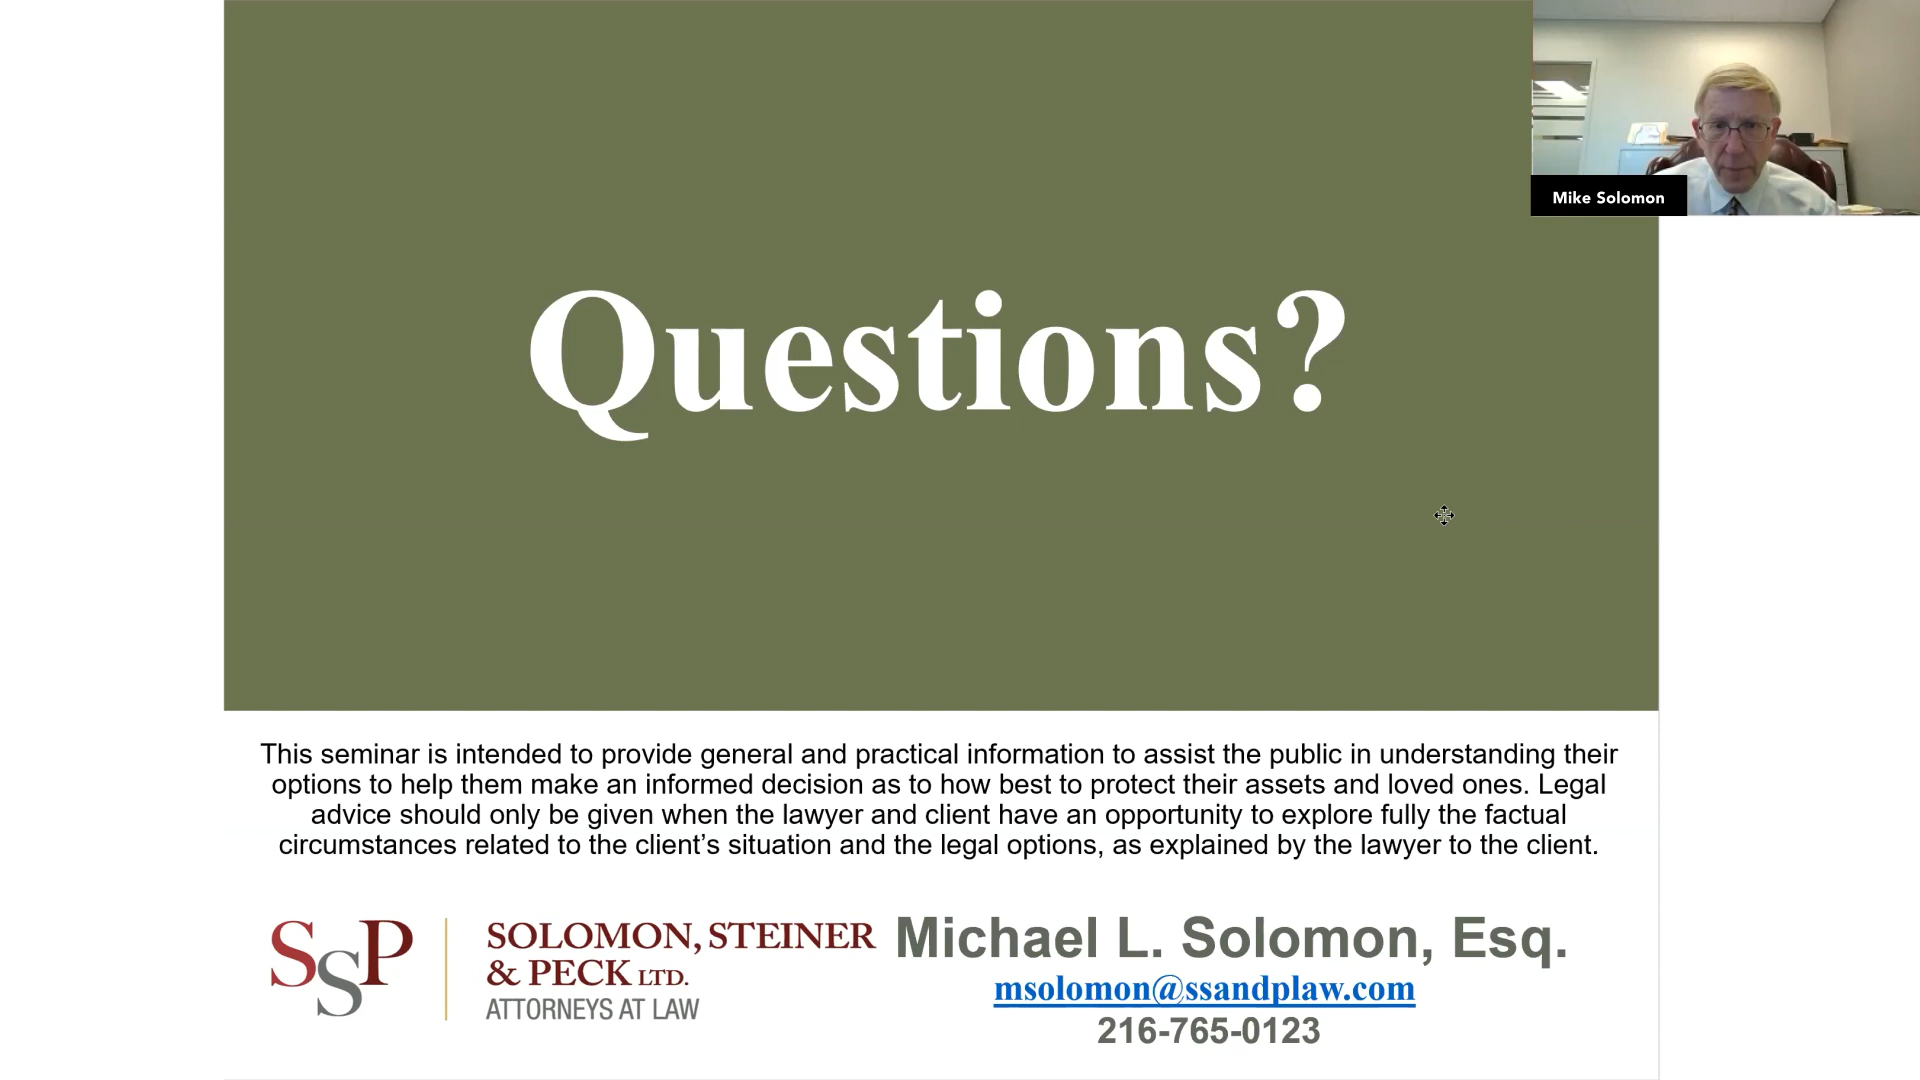 Mike Solomon
Questions?
This seminar is intended to provide general and practical information to assist the public in understanding their
options to help them make an informed decision as to how best to protect their assets and loved ones. Legal
advice should only be given when the lawyer and client have an opportunity to explore fully the factual
circumstances related to the client’s situation and the legal options, as explained by the lawyer to the client.
SSP
SOLOMON, STEINER
& PECK LTD.
ATTORNEYS AT LAW
Michael L. Solomon, Esq.
msolomon@ssandplaw.com
216-765-0123